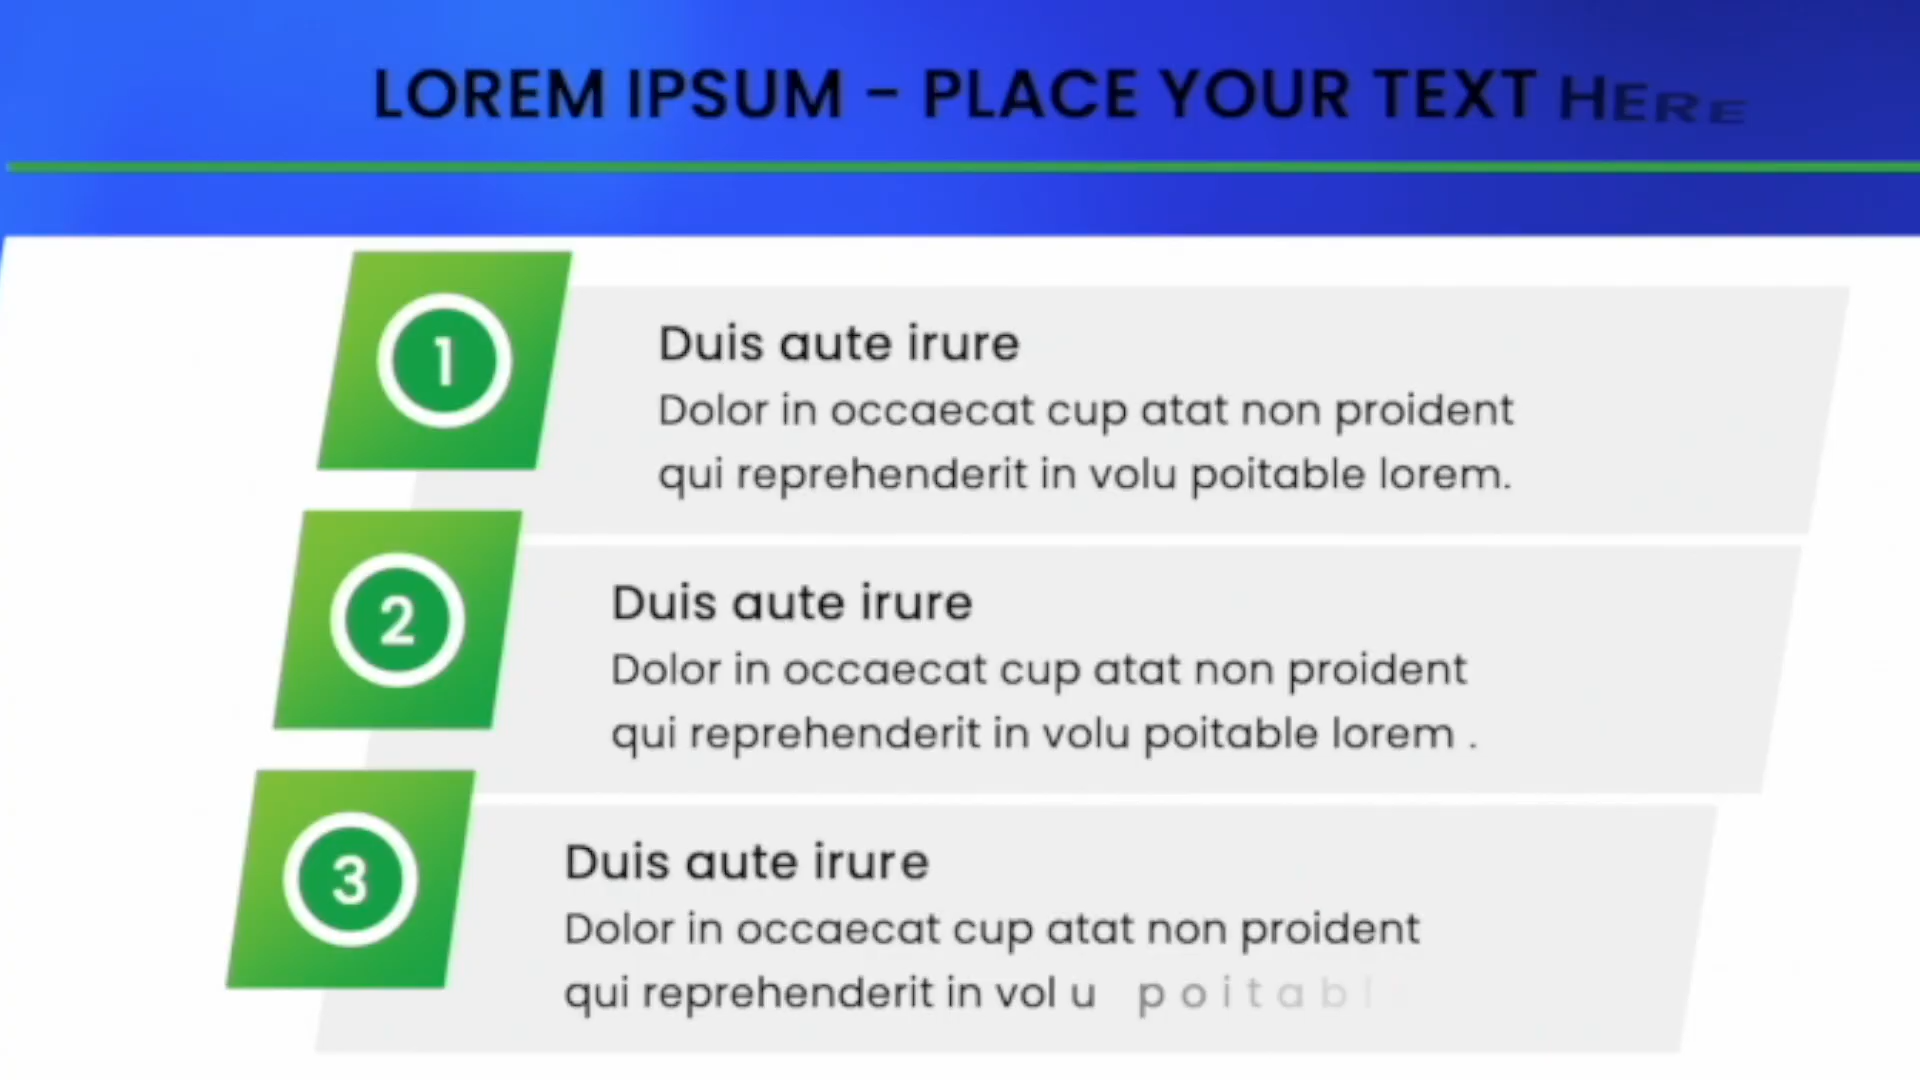 LOREM IPSUM - PLACE YOUR TEXT HERE
1
Duis aute irure
Dolor in occaecat cup atat non proident
qui reprehenderit in volu poitable lorem.
2
Duis aute irure
Dolor in occaecat cup atat non proident
qui reprehenderit in volu poitable lorem .
3
Duis aute irure
Dolor in occaecat cup atat non proident
qui reprehenderit in vol u poitabl